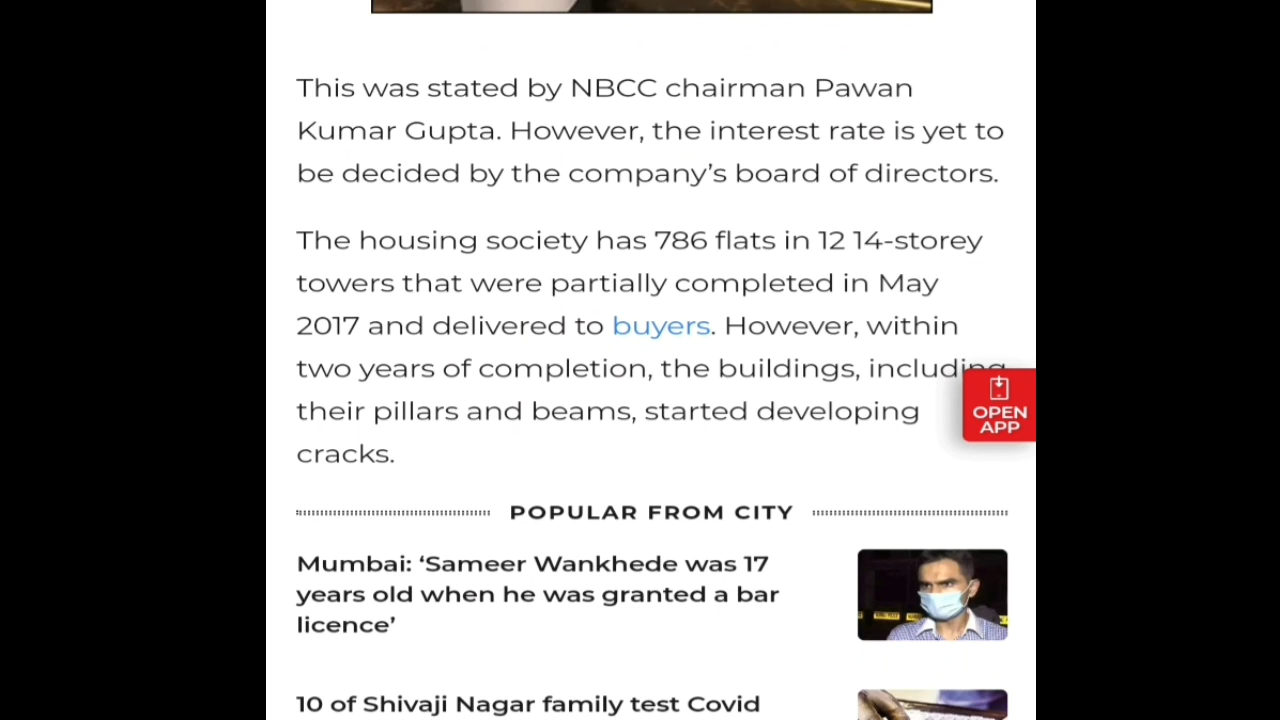 This was stated by NBCC chairman Pawan
Kumar Gupta. However, the interest rate is yet to
be decided by the company’s board of directors.
The housing society has 786 flats in 12 14-storey
towers that were partially completed in May
2017 and delivered to buyers. However, within
two years of completion, the buildings, including
their pillars and beams, started developing
cracks.
OPEN
APP
POPULAR FROM CITY
Mumbai: ‘Sameer Wankhede was 17
years old when he was granted a bar
licence’
10 of Shivaji Nagar family test Covid